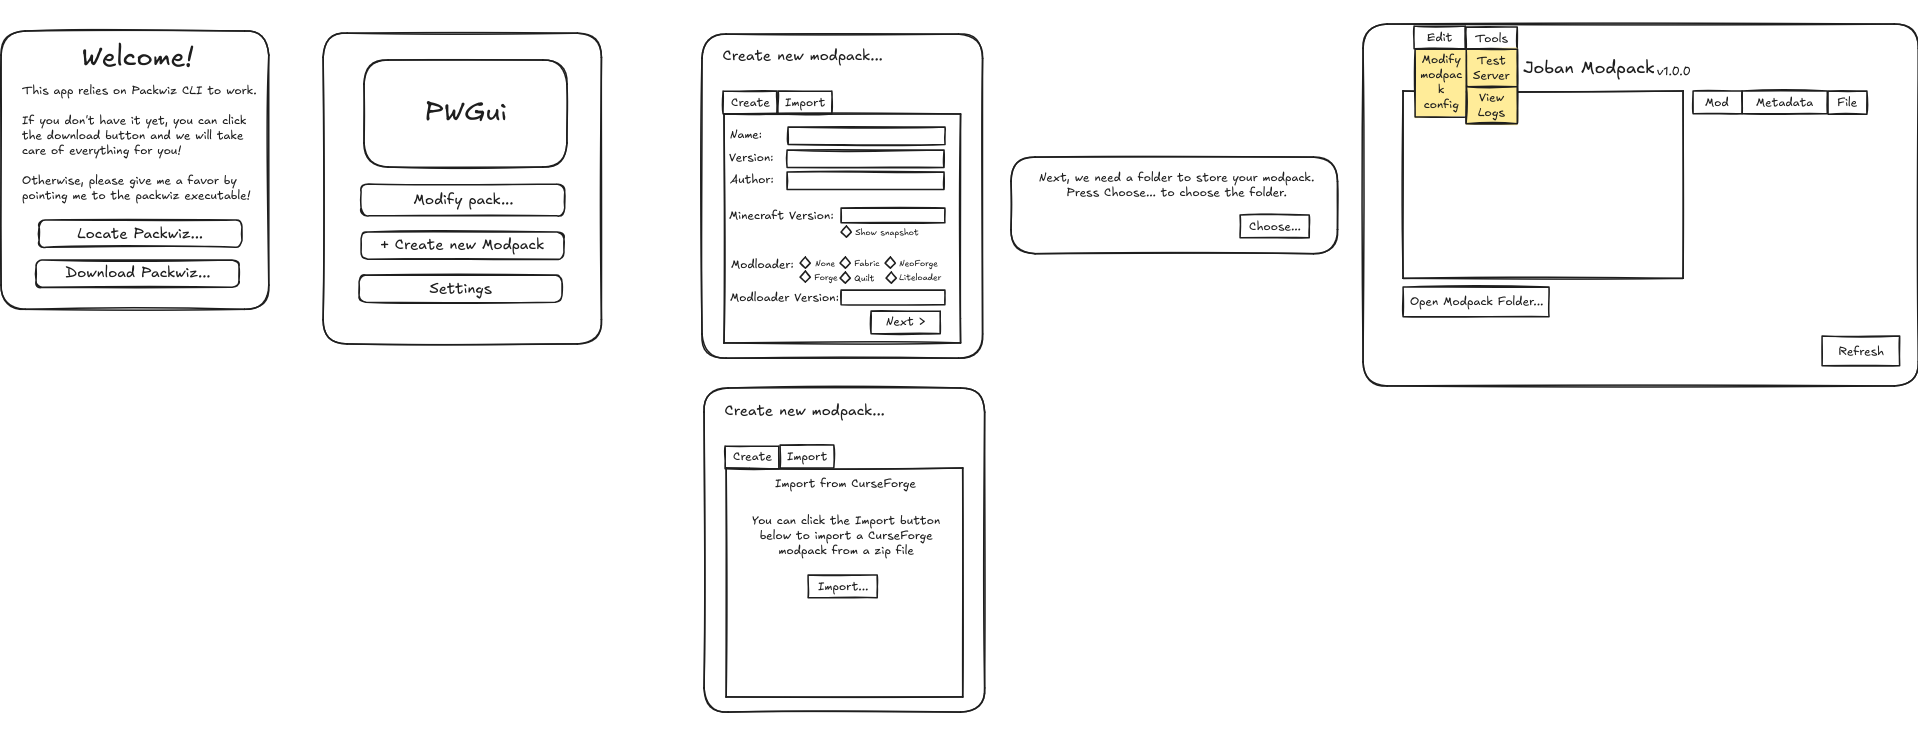 Welcome!
This app relies on Packwiz CLI to work.
If you don't have it yet, you can click
the download button and we will take
care of everything for you!
Otherwise, please give me a favor by
pointing me to the packwiz executable!
Locate Packwiz...
Download Packwiz...
PWGui
Modify pack...
+ Create new Modpack
Settings
Create new modpack...
Create Import
Name:
Version:
Author:
Minecraft Version:
Show snapshot
Modloader: None Fabric NeoForge
Forge Quilt Liteloader
Modloader Version:
Next >
Create new modpack...
Create Import
Import from CurseForge
You can click the Import button
below to import a CurseForge
modpack from a zip file
Import...
Next, we need a folder to store your modpack.
Press Choose... to choose the folder.
Choose...
Edit Tools
Modify
modpac
k
config
Test
Server
View
Logs
Joban Modpack v1.0.0
Mod Metadata File
Open Modpack Folder...
Refresh